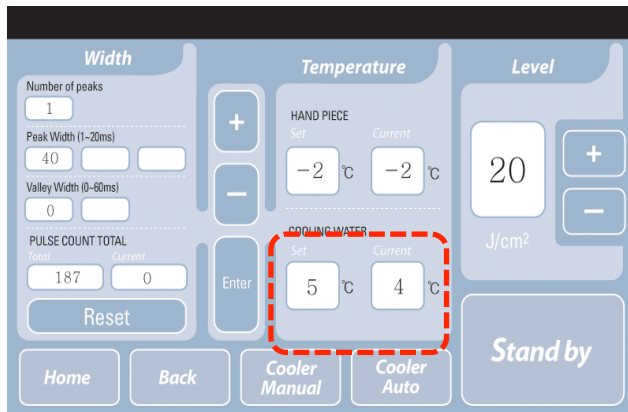 Width
Number of peaks
1
Peak Width (1~20ms)
40
Valley Width (0~60ms)
0
PULSE COUNT TOTAL
Total Current
187 0
Reset
+
−
Enter
Temperature
HAND PIECE
Set Current
-2 ℃ -2 ℃
COOLING WATER
Set Current
5 ℃ 4 ℃
Level
20
J/cm2
+
−
Home
Back
Cooler
Manual
Cooler
Auto
Stand by